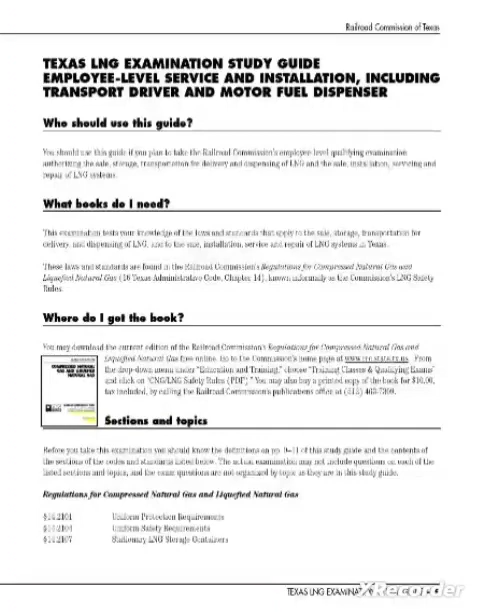 Railroad Commission of Texas
TEXAS LNG EXAMINATION STUDY GUIDE
EMPLOYEE-LEVEL SERVICE AND INSTALLATION, INCLUDING
TRANSPORT DRIVER AND MOTOR FUEL DISPENSER
Who should use this guide?
You should use this guide if you plan to take the Railroad Commission's employee-level qualifying examination
authorizing the sale, storage, transportation for delivery and dispensing of LNG and the sale, installation, servicing and
repair of LNG systems.
What books do I need?
This examination tests your knowledge of the laws and standards that apply to the sale, storage, transportation for
delivery, and dispensing of LNG, and to the sale, installation, service and repair of LNG systems in Texas.
These laws and standards are found in the Railroad Commission's Regulations for Compressed Natural Gas and
Liquefied Natural Gas (16 Texas Administrative Code, Chapter 14), known informally as the Commission's LNG Safety
Rules.
Where do I get the book?
You may download the current edition of the Railroad Commission's Regulations for Compressed Natural Gas and
Liquefied Natural Gas free online. Go to the Commission's home page at www.rrc.state.tx.us. From
the drop-down menu under "Education and Training," choose "Training Classes & Qualifying Exams"
and click on "CNG/LNG Safety Rules (PDF)." You may also buy a printed copy of the book for $10.00,
tax included, by calling the Railroad Commission's publications office at (512) 463-7309.
COMPRESSED NATURAL
GAS AND LIQUEFIED
NATURAL GAS
Sections and topics
Before you take this examination you should know the definitions on pp. 9–11 of this study guide and the contents of
the sections of the codes and standards listed below. The actual examination may not include questions on each of the
listed sections and topics, and the exam questions are not organized by topic as they are in this study guide.
Regulations for Compressed Natural Gas and Liquefied Natural Gas
§14.2101 Uniform Protection Requirements
§14.2104 Uniform Safety Requirements
§14.2107 Stationary LNG Storage Containers
TEXAS LNG EXAMINATION
XRecorder